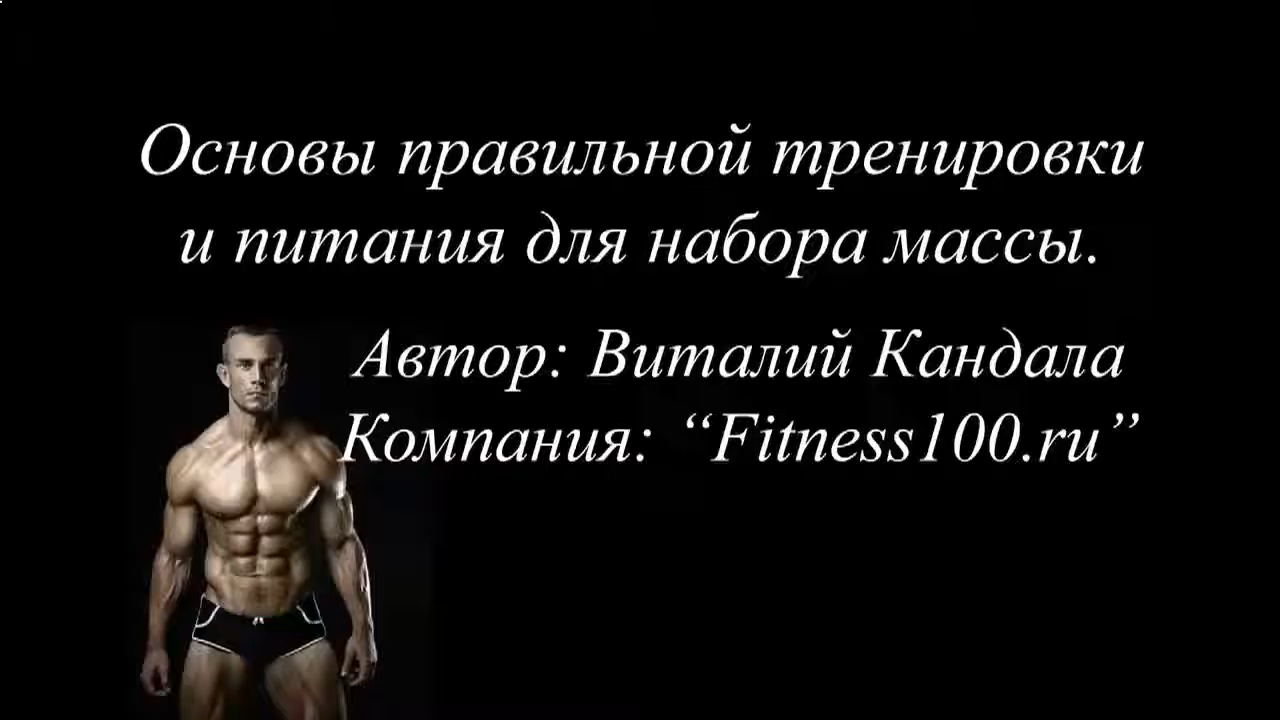 Основы правильной тренировки
и питания для набора массы.
Автор: Виталий Кандала
Компания: “Fitness100.ru”